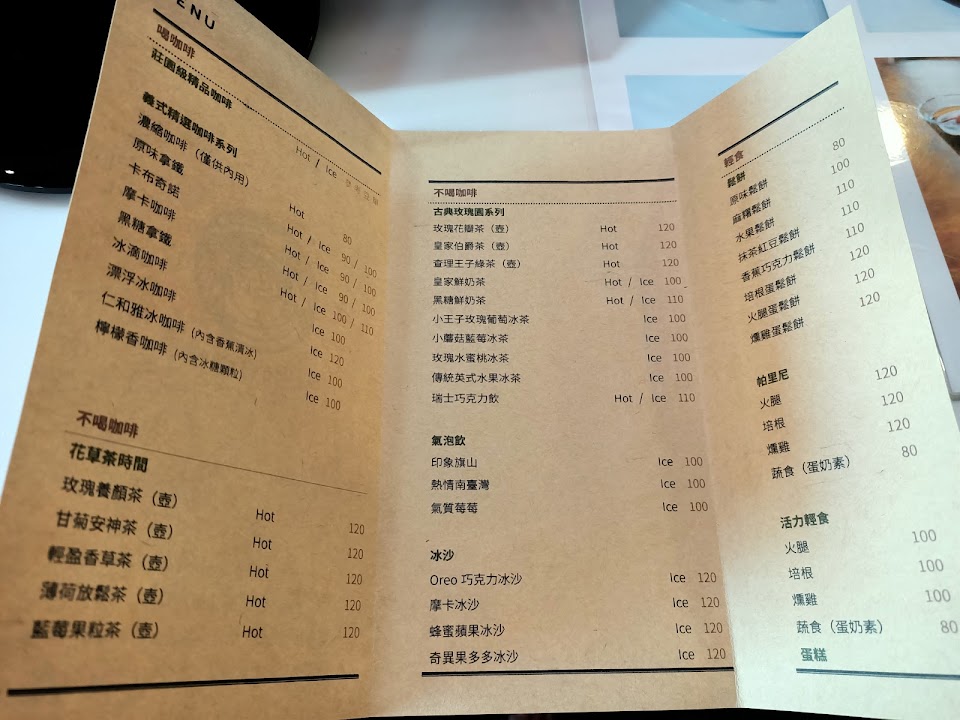 ENU
喝咖啡
莊園級精品咖啡 Hot / Ice
義式精選咖啡系列
濃縮咖啡（僅供內用） Hot 80
原味拿鐵 Hot / Ice 90 / 100
卡布奇諾 Hot / Ice 90 / 100
摩卡咖啡 Hot / Ice 90 / 100
黑糖拿鐵 Hot / Ice 100 / 110
冰滴咖啡 Ice 100
漂浮冰咖啡 Ice 120
仁和雅冰咖啡（內含香蕉清冰） Ice 100
檸檬香咖啡（內含冰糖顆粒） Ice 100
不喝咖啡
花草茶時間
玫瑰養顏茶（壺） Hot 120
甘菊安神茶（壺） Hot 120
輕盈香草茶（壺） Hot 120
薄荷放鬆茶（壺） Hot 120
藍莓果粒茶（壺） Hot 120
不喝咖啡
古典玫瑰園系列
玫瑰花瓣茶（壺） Hot 120
皇家伯爵茶（壺） Hot 120
查理王子綠茶（壺） Hot 120
皇家鮮奶茶 Hot / Ice 100
黑糖鮮奶茶 Hot / Ice 110
小王子玫瑰葡萄冰茶 Ice 100
小蘑菇藍莓冰茶 Ice 100
玫瑰水蜜桃冰茶 Ice 100
傳統英式水果冰茶 Ice 100
瑞士巧克力飲 Hot / Ice 110
氣泡飲
印象旗山 Ice 100
熱情南臺灣 Ice 100
氣質莓莓 Ice 100
冰沙
Oreo 巧克力冰沙 Ice 120
摩卡冰沙 Ice 120
蜂蜜蘋果冰沙 Ice 120
奇異果多多冰沙 Ice 120
輕食
鬆餅
原味鬆餅 80
麻糬鬆餅 100
水果鬆餅 110
抹茶紅豆鬆餅 110
香蕉巧克力鬆餅 110
培根蛋鬆餅 120
火腿蛋鬆餅 120
燻雞蛋鬆餅 120
帕里尼
火腿 120
培根 120
燻雞 120
蔬食（蛋奶素） 80
活力輕食
火腿 100
培根 100
燻雞 100
蔬食（蛋奶素） 80
蛋糕